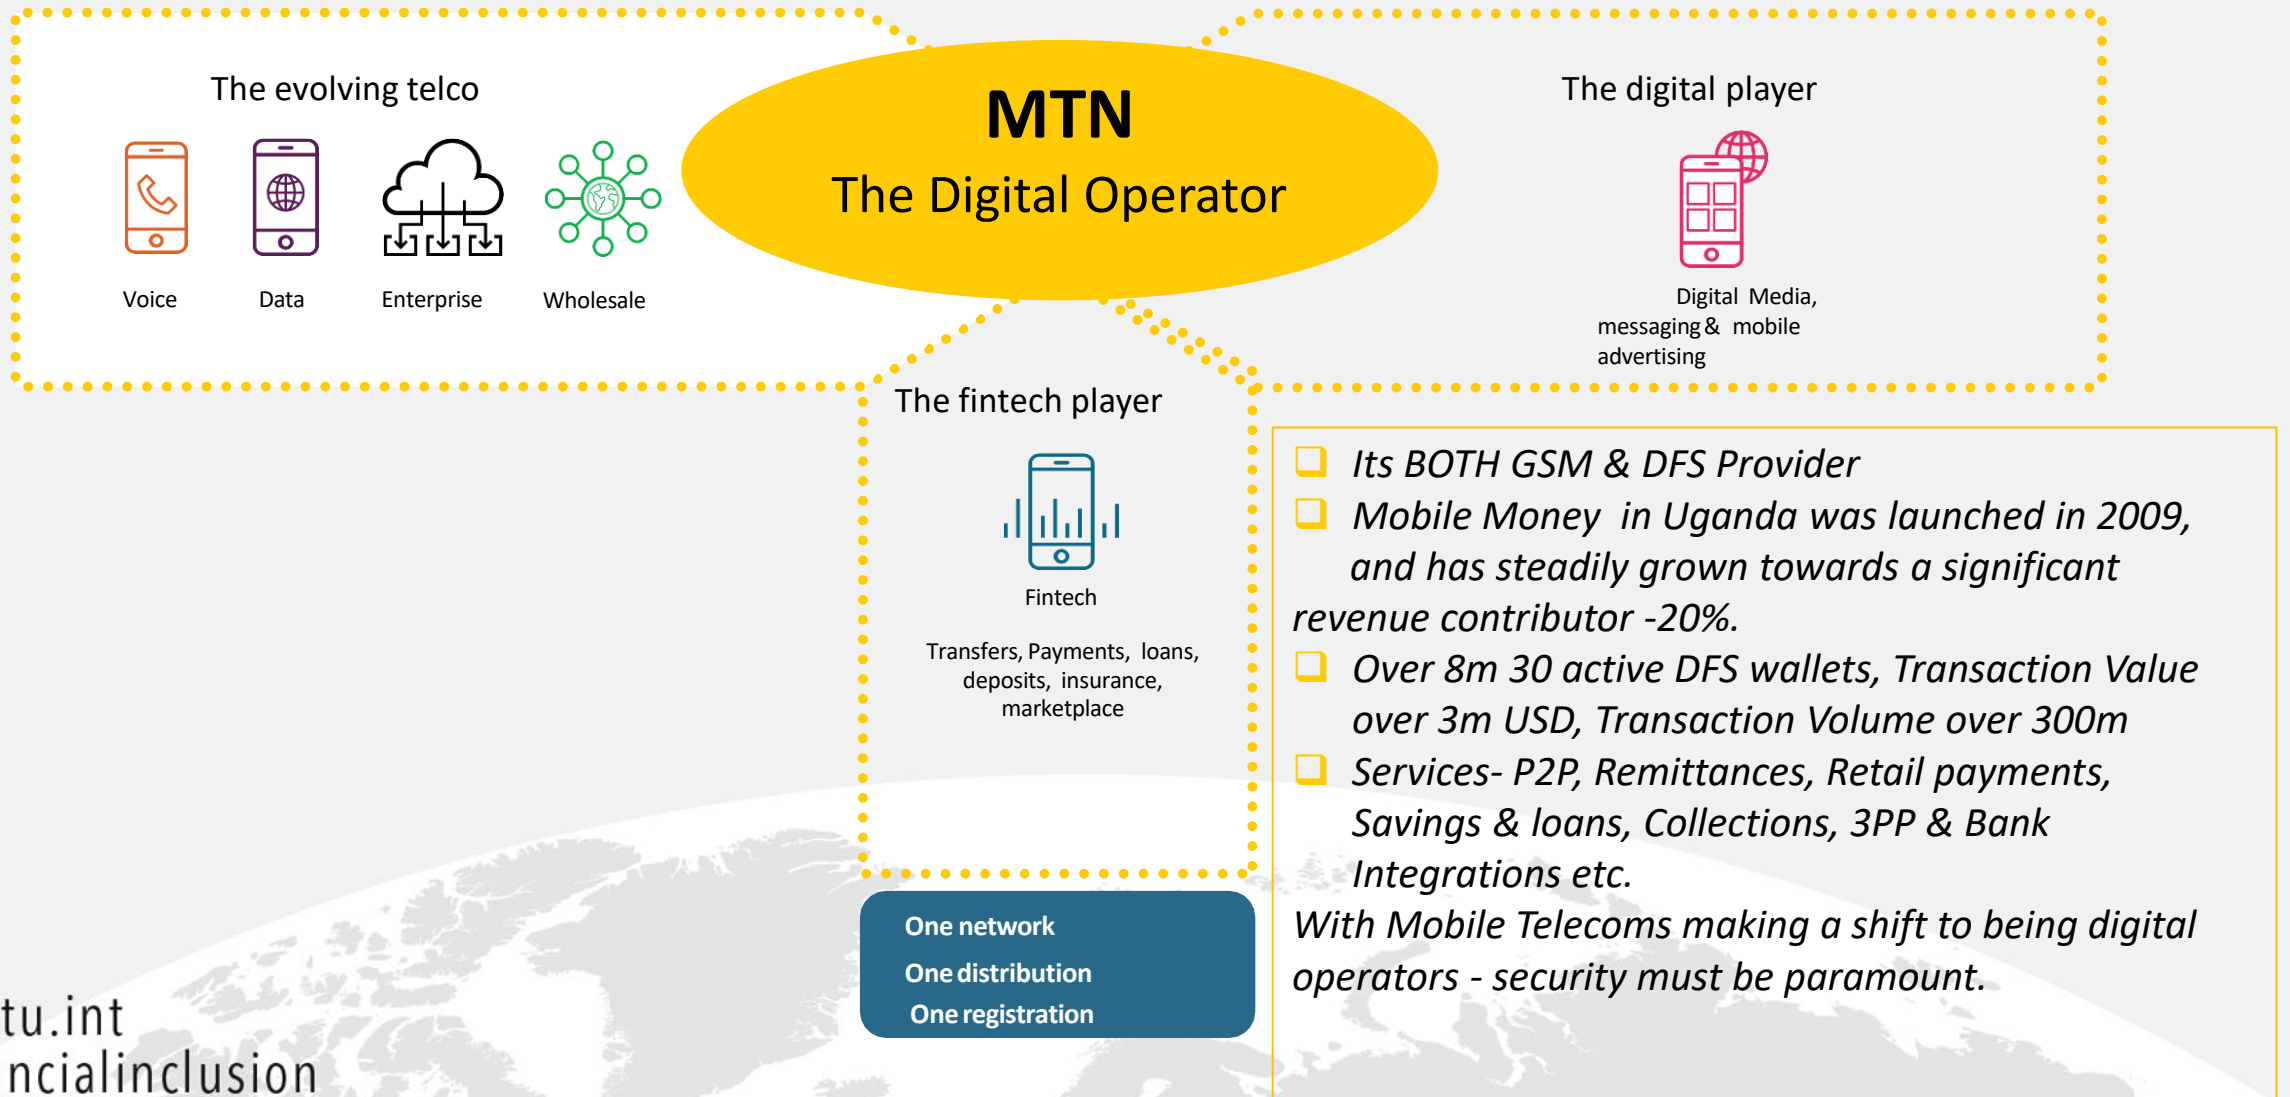 The evolving telco
Voice
Data
Enterprise
Wholesale
MTN
The Digital Operator
The digital player
Digital Media,
messaging & mobile
advertising
The fintech player
Fintech
Transfers, Payments, loans,
deposits, insurance,
marketplace
One network
One distribution
One registration
Its BOTH GSM & DFS Provider
Mobile Money in Uganda was launched in 2009,
and has steadily grown towards a significant
revenue contributor -20%.
Over 8m 30 active DFS wallets, Transaction Value
over 3m USD, Transaction Volume over 300m
Services- P2P, Remittances, Retail payments,
Savings & loans, Collections, 3PP & Bank
Integrations etc.
With Mobile Telecoms making a shift to being digital
operators - security must be paramount.
tu.int
ncialinclusion